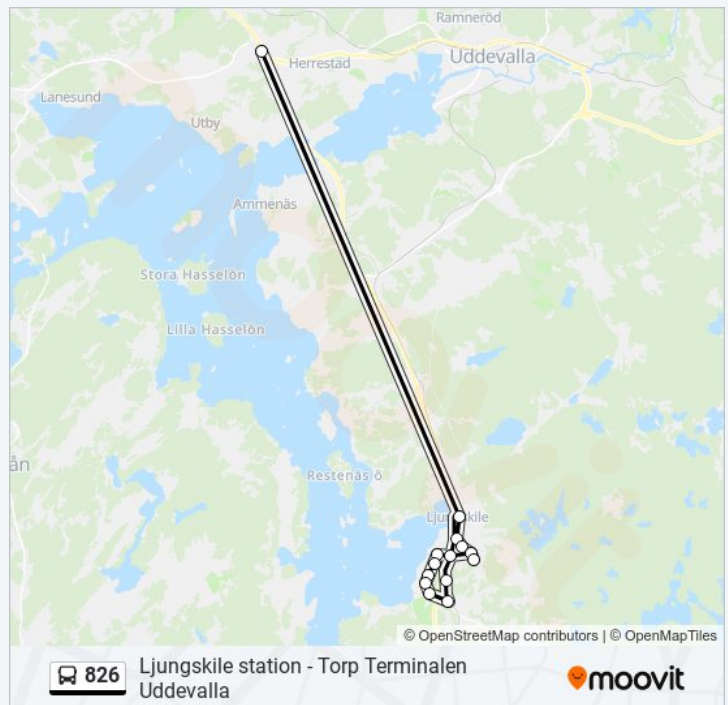 Ramneröd
Herrestad
Uddevalla
Lanesund
Utby
Ammenäs
Stora Hasselön
Lilla Hasselön
ån
Restenäs ö
Ljungskile
© OpenStreetMap contributors | © OpenMapTiles
826
Ljungskile station - Torp Terminalen
Uddevalla
moovit